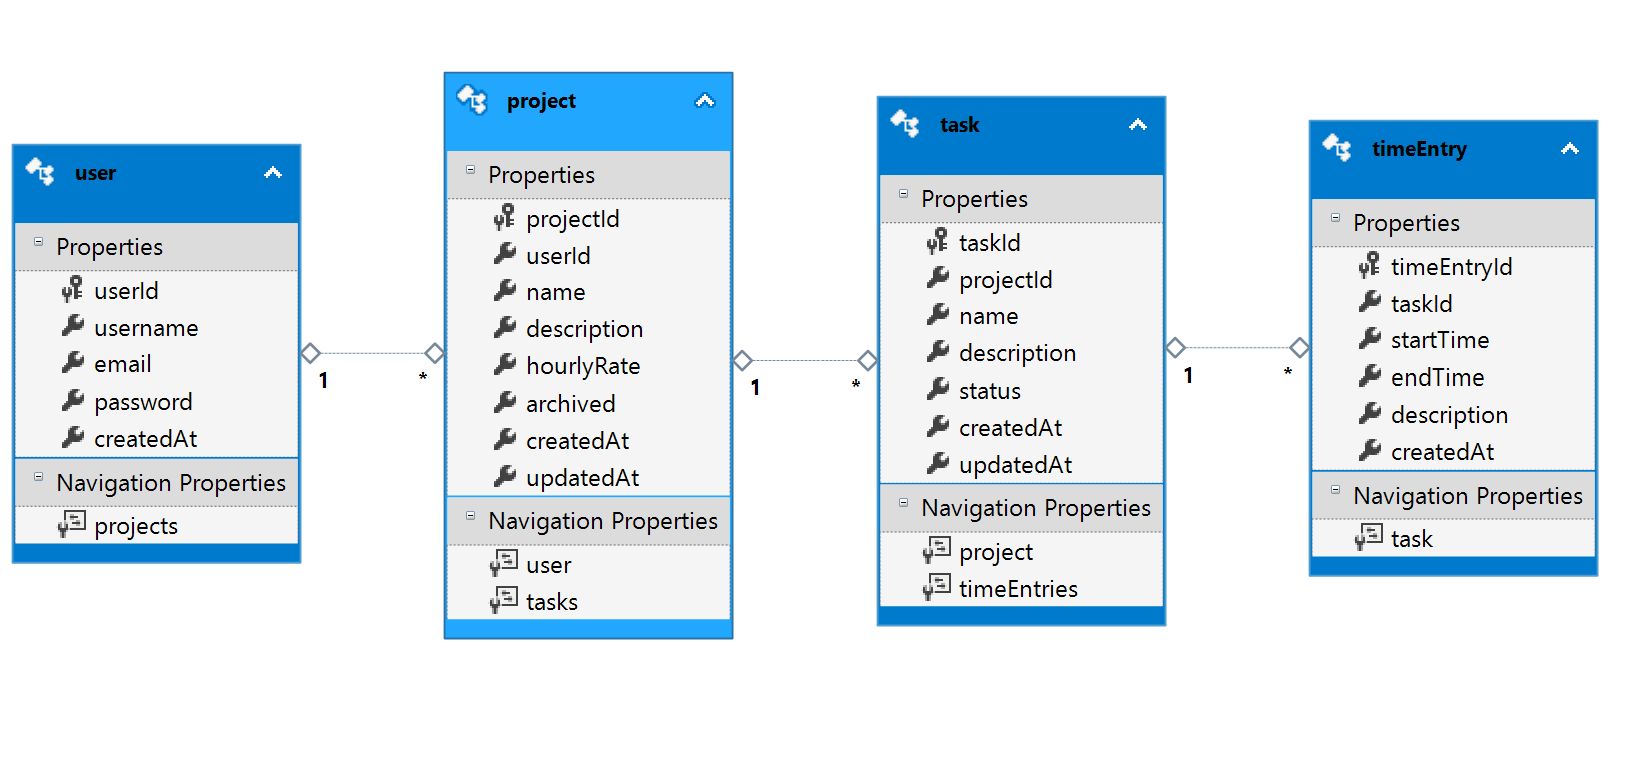 user
Properties
userId
username
email
password
createdAt
Navigation Properties
projects
1
*
project
Properties
projectId
userId
name
description
hourlyRate
archived
createdAt
updatedAt
Navigation Properties
user
tasks
1
*
task
Properties
taskId
projectId
name
description
status
createdAt
updatedAt
Navigation Properties
project
timeEntries
1
*
timeEntry
Properties
timeEntryId
taskId
startTime
endTime
description
createdAt
Navigation Properties
task